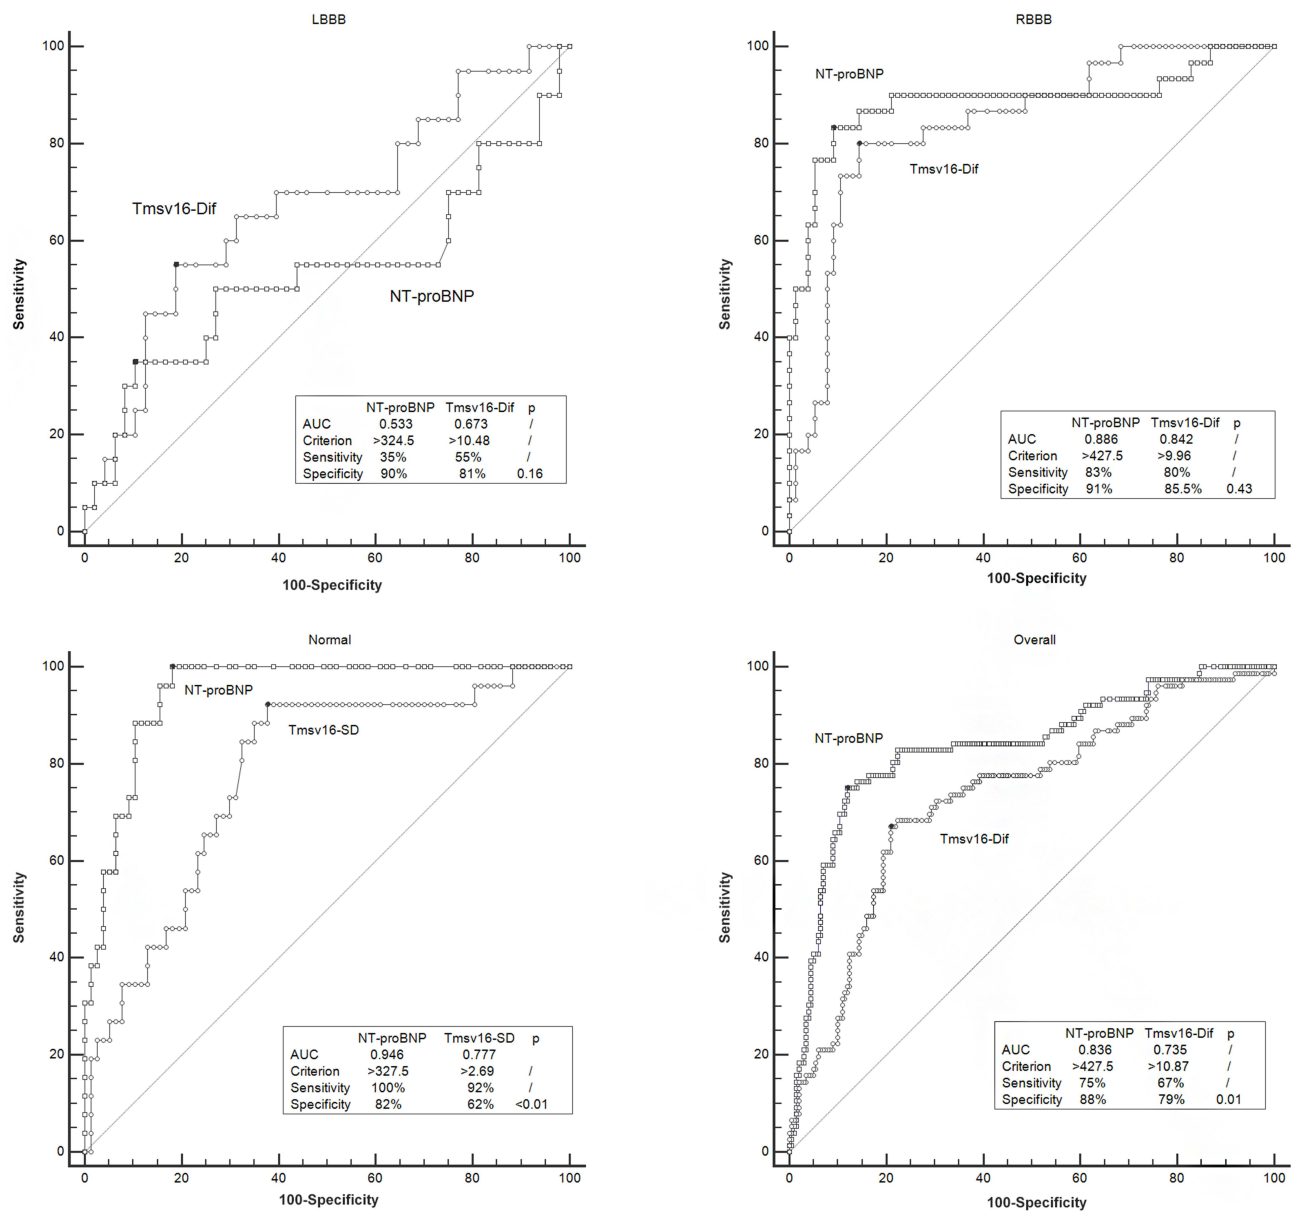 LBBB
100
80
60
40
20
0
Sensitivity
Tmsv16-Dif
NT-proBNP
NT-proBNP Tmsv16-Dif p
AUC 0.533 0.673 /
Criterion >324.5 >10.48 /
Sensitivity 35% 55% /
Specificity 90% 81% 0.16
0 20 40 60 80 100
100-Specificity
RBBB
100
80
60
40
20
0
Sensitivity
NT-proBNP
Tmsv16-Dif
NT-proBNP Tmsv16-Dif p
AUC 0.886 0.842 /
Criterion >427.5 >9.96 /
Sensitivity 83% 80% /
Specificity 91% 85.5% 0.43
0 20 40 60 80 100
100-Specificity
Normal
100
80
60
40
20
0
Sensitivity
NT-proBNP
Tmsv16-SD
NT-proBNP Tmsv16-SD p
AUC 0.946 0.777
Criterion >327.5 >2.69 /
Sensitivity 100% 92% /
Specificity 82% 62% <0.01
0 20 40 60 80 100
100-Specificity
Overall
100
80
60
40
20
0
Sensitivity
NT-proBNP
Tmsv16-Dif
NT-proBNP Tmsv16-Dif p
AUC 0.836 0.735 /
Criterion >427.5 >10.87 /
Sensitivity 75% 67% /
Specificity 88% 79% 0.01
0 20 40 60 80 100
100-Specificity